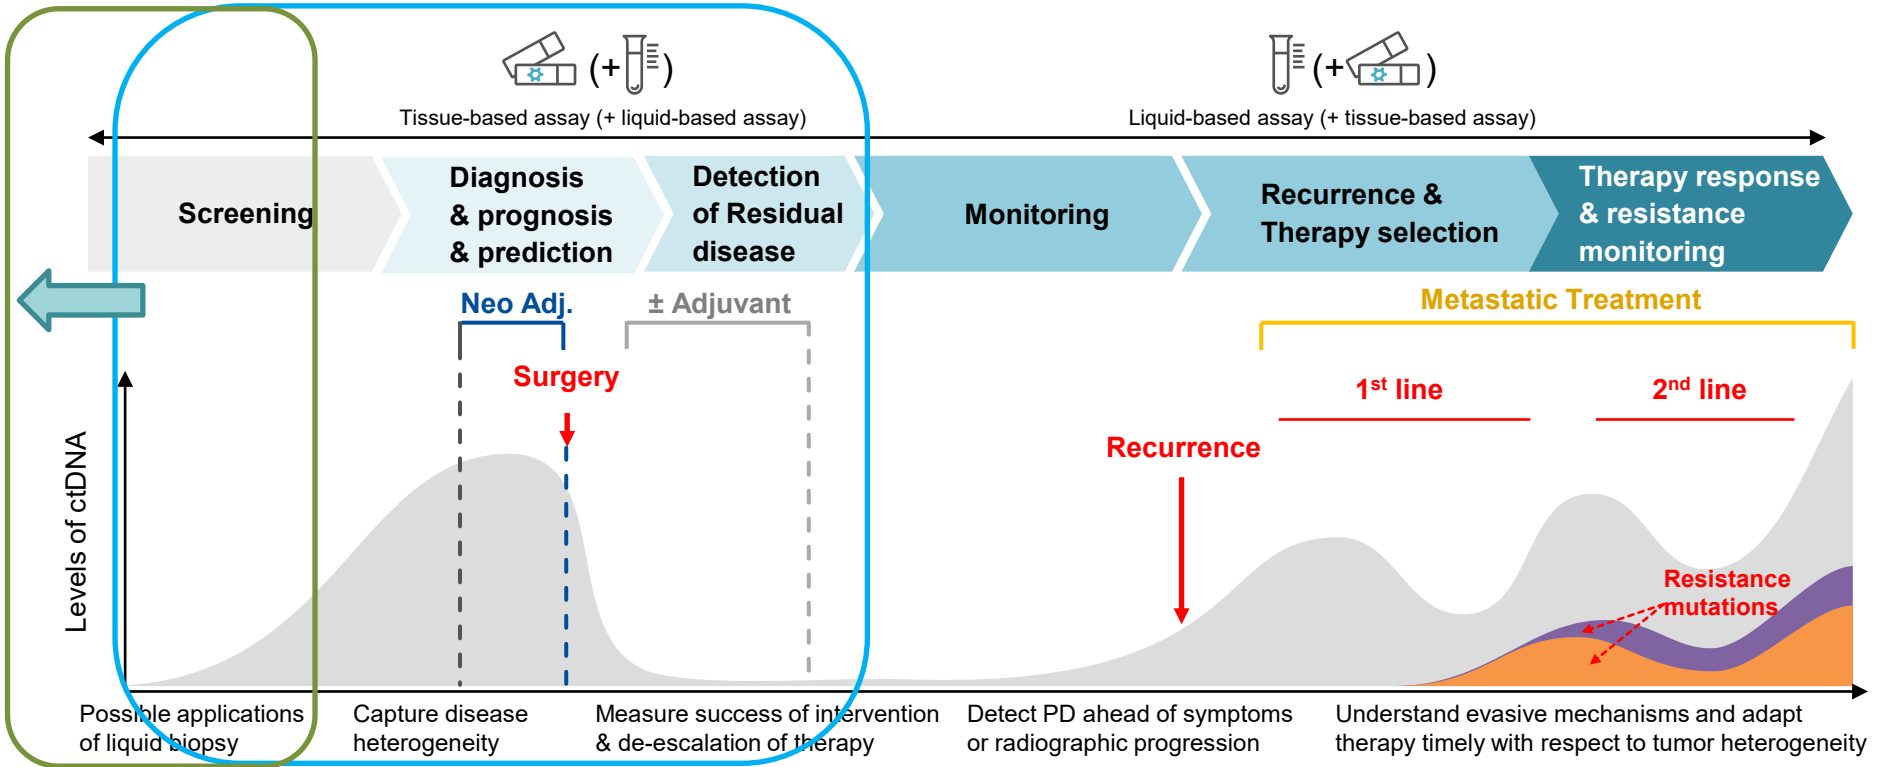 (+ )
(+ )
Tissue-based assay (+ liquid-based assay)
Liquid-based assay (+ tissue-based assay)
Screening
Diagnosis
& prognosis
& prediction
Detection
of Residual
disease
Monitoring
Recurrence &
Therapy selection
Therapy response
& resistance
monitoring
Neo Adj.
± Adjuvant
Metastatic Treatment
Surgery
1st line
2nd line
Recurrence
Levels of ctDNA
Resistance
mutations
Possible applications
of liquid biopsy
Capture disease
heterogeneity
Measure success of intervention
& de-escalation of therapy
Detect PD ahead of symptoms
or radiographic progression
Understand evasive mechanisms and adapt
therapy timely with respect to tumor heterogeneity